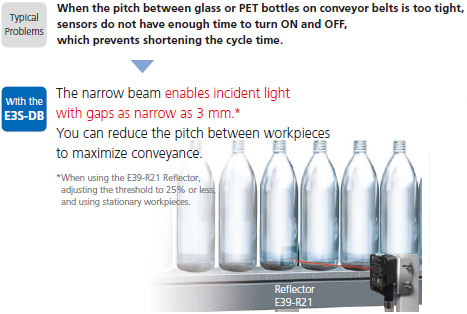 Typical
Problems
When the pitch between glass or PET bottles on conveyor belts is too tight,
sensors do not have enough time to turn ON and OFF,
which prevents shortening the cycle time.
With the
E3S-DB
The narrow beam enables incident light
with gaps as narrow as 3 mm.*
You can reduce the pitch between workpieces
to maximize conveyance.
*When using the E39-R21 Reflector,
adjusting the threshold to 25% or less,
and using stationary workpieces.
Reflector
E39-R21